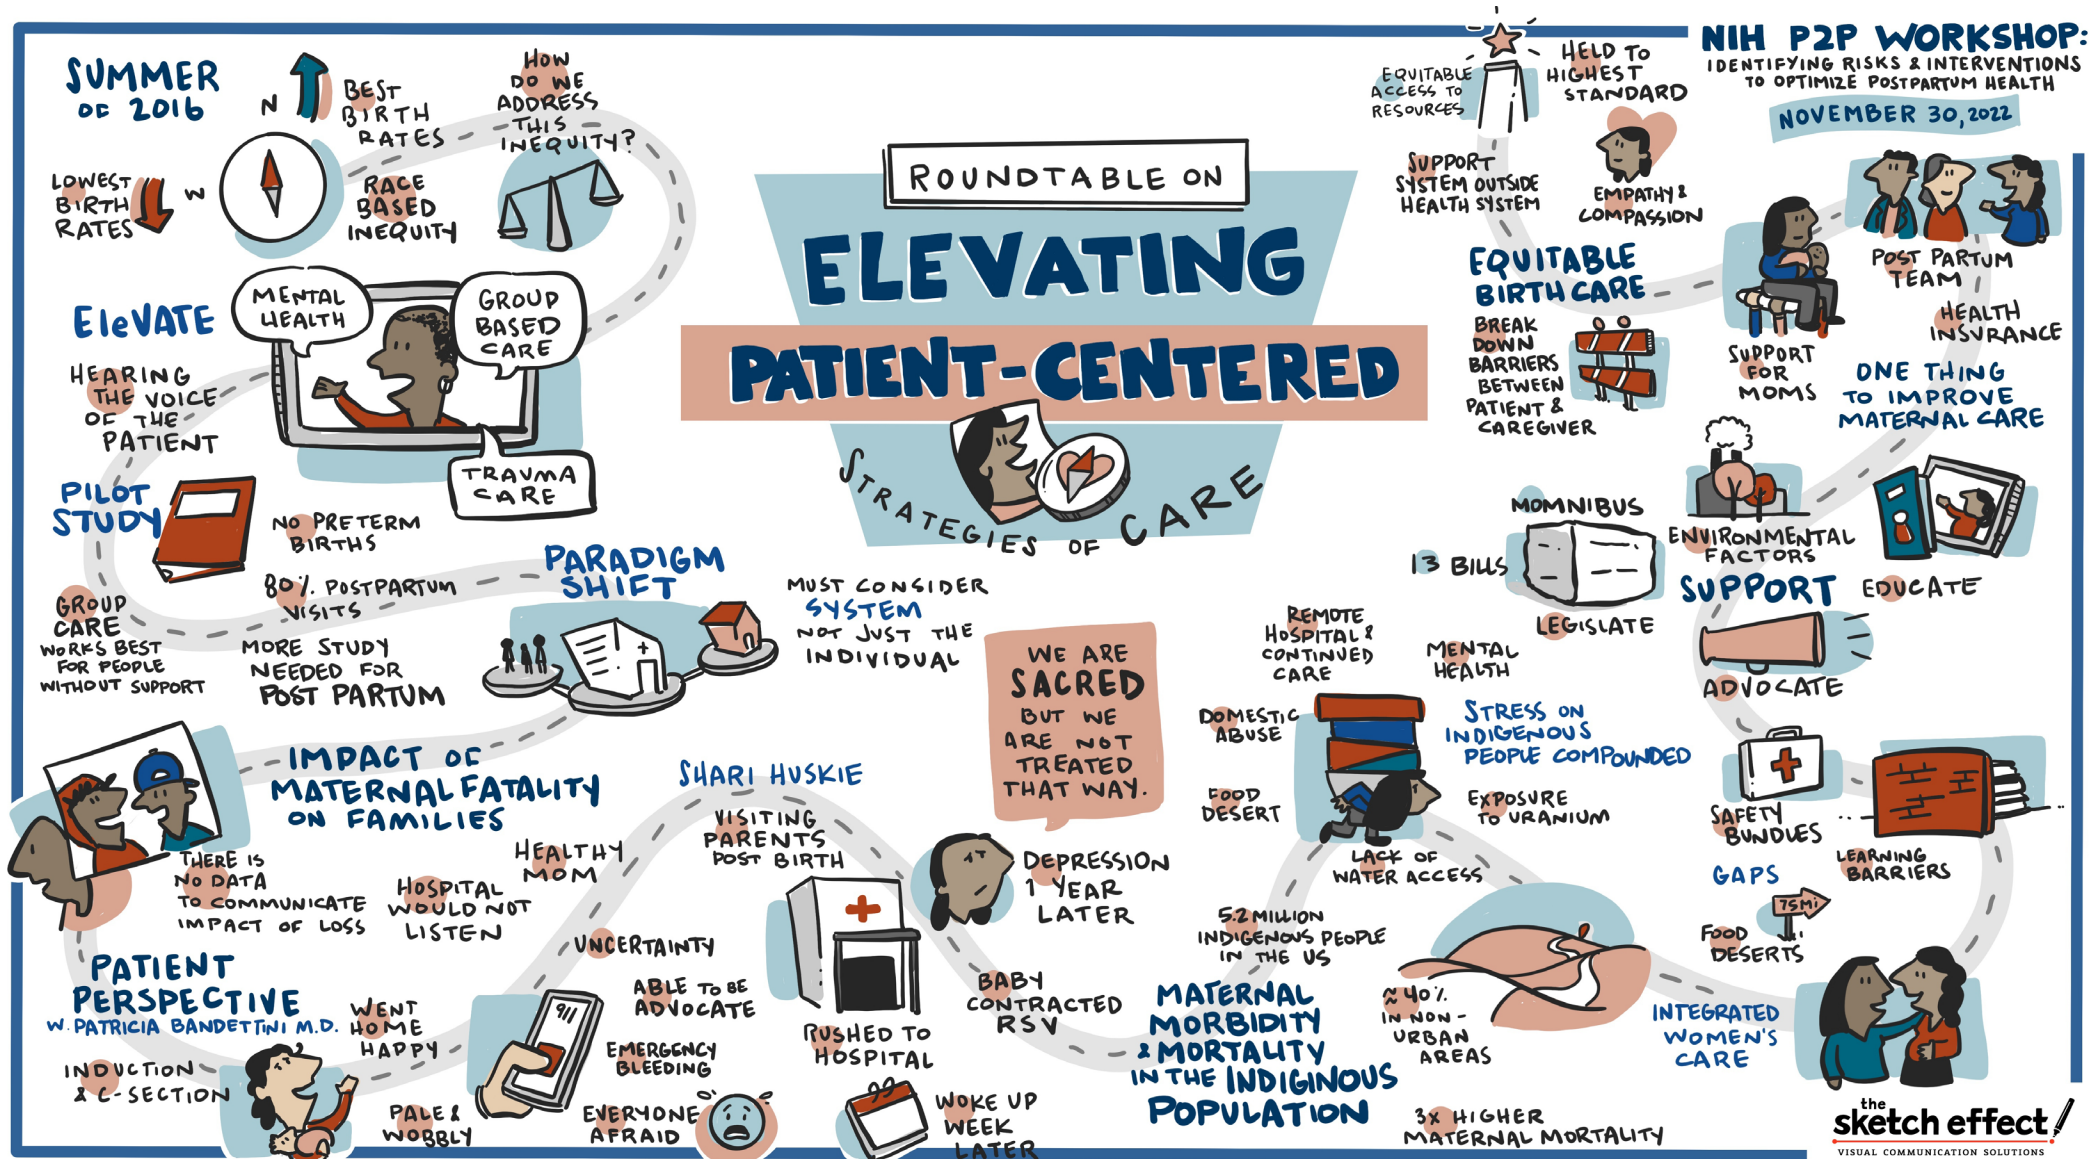 SUMMER
OF 2016
N
BEST
BIRTH
RATES
LOWEST
BIRTH
RATES
W
RACE
BASED
INEQUITY
HOW
DO WE
ADDRESS
THIS
INEQUITY?
EleVATE
HEARING
THE VOICE
OF THE
PATIENT
MENTAL
HEALTH
GROUP
BASED
CARE
TRAUMA
CARE
PILOT
STUDY
NO PRETERM
BIRTHS
80% POSTPARTUM
VISITS
GROUP
CARE
WORKS BEST
FOR PEOPLE
WITHOUT SUPPORT
MORE STUDY
NEEDED FOR
POST PARTUM
PARADIGM
SHIFT
MUST CONSIDER
SYSTEM
NOT JUST THE
INDIVIDUAL
IMPACT OF
MATERNAL FATALITY
ON FAMILIES
THERE IS
NO DATA
TO COMMUNICATE
IMPACT OF LOSS
PATIENT
PERSPECTIVE
W. PATRICIA BANDETTINI M.D.
INDUCTION
& C-SECTION
WENT
HOME
HAPPY
HOSPITAL
WOULD NOT
LISTEN
HEALTHY
MOM
PALE &
WOBBLY
911
UNCERTAINTY
ABLE TO BE
ADVOCATE
EMERGENCY
BLEEDING
EVERYONE
AFRAID
SHARI HUSKIE
VISITING
PARENTS
POST BIRTH
RUSHED TO
HOSPITAL
WOKE UP
WEEK
LATER
DEPRESSION
1 YEAR
LATER
BABY
CONTRACTED
RSV
WE ARE
SACRED
BUT WE
ARE NOT
TREATED
THAT WAY.
ROUNDTABLE ON
ELEVATING
PATIENT-CENTERED
STRATEGIES OF CARE
MATERNAL
MORBIDITY
& MORTALITY
IN THE INDIGINOUS
POPULATION
5.2 MILLION
INDIGENOUS PEOPLE
IN THE US
≈40%
IN NON-
URBAN
AREAS
3X HIGHER
MATERNAL MORTALITY
REMOTE
HOSPITAL &
CONTINUED
CARE
MENTAL
HEALTH
DOMESTIC
ABUSE
STRESS ON
INDIGENOUS
PEOPLE COMPOUNDED
FOOD
DESERT
EXPOSURE
TO URANIUM
LACK OF
WATER ACCESS
INTEGRATED
WOMEN'S
CARE
GAPS
75Mi
FOOD
DESERTS
LEARNING
BARRIERS
SAFETY
BUNDLES
ADVOCATE
SUPPORT
EDUCATE
ENVIRONMENTAL
FACTORS
MOMNIBUS
13 BILLS
LEGISLATE
ONE THING
TO IMPROVE
MATERNAL CARE
HEALTH
INSURANCE
POST PARTUM
TEAM
SUPPORT
FOR
MOMS
EQUITABLE
BIRTH CARE
BREAK
DOWN
BARRIERS
BETWEEN
PATIENT &
CAREGIVER
SUPPORT
SYSTEM OUTSIDE
HEALTH SYSTEM
EMPATHY &
COMPASSION
EQUITABLE
ACCESS TO
RESOURCES
HELD TO
HIGHEST
STANDARD
NIH P2P WORKSHOP:
IDENTIFYING RISKS & INTERVENTIONS
TO OPTIMIZE POSTPARTUM HEALTH
NOVEMBER 30, 2022
the
sketch effect
VISUAL COMMUNICATION SOLUTIONS